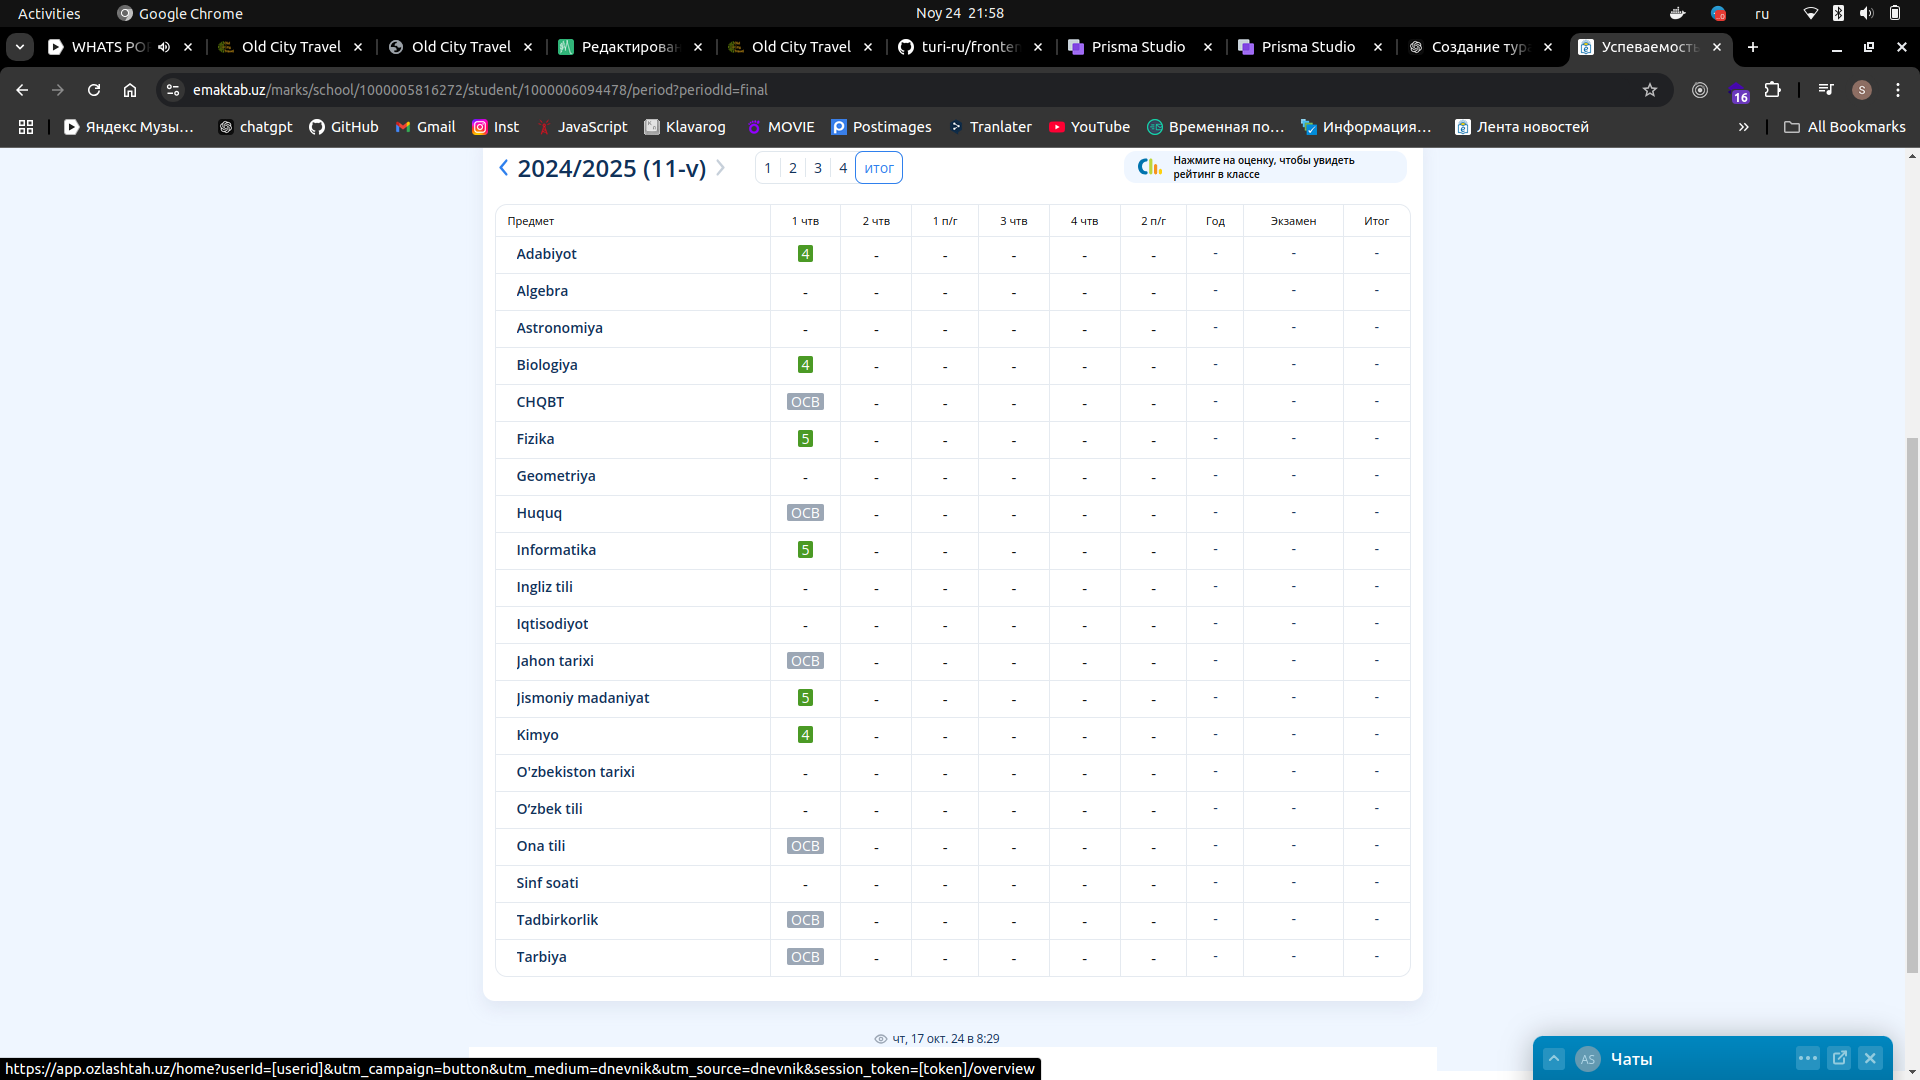 Activities Google Chrome Noy 24 21:58 ru
WHATS POP Old City Travel Old City Travel Редактирован Old City Travel turi-ru/fronten Prisma Studio Prisma Studio Создание тура Успеваемость
emaktab.uz/marks/school/1000005816272/student/1000006094478/period?periodId=final 16 S
Яндекс Музы... chatgpt GitHub Gmail Inst JavaScript Klavarog MOVIE Postimages Tranlater YouTube Временная по... Информация... Лента новостей » All Bookmarks
2024/2025 (11-v) 1 2 3 4 итог
Нажмите на оценку, чтобы увидеть
рейтинг в классе
Предмет 1 чтв 2 чтв 1 п/г 3 чтв 4 чтв 2 п/г Год Экзамен Итог
Adabiyot 4 - - - - - - - -
Algebra - - - - - - - - -
Astronomiya - - - - - - - - -
Biologiya 4 - - - - - - - -
CHQBT ОСВ - - - - - - - -
Fizika 5 - - - - - - - -
Geometriya - - - - - - - - -
Huquq ОСВ - - - - - - - -
Informatika 5 - - - - - - - -
Ingliz tili - - - - - - - - -
Iqtisodiyot - - - - - - - - -
Jahon tarixi ОСВ - - - - - - - -
Jismoniy madaniyat 5 - - - - - - - -
Kimyo 4 - - - - - - - -
O'zbekiston tarixi - - - - - - - - -
O‘zbek tili - - - - - - - - -
Ona tili ОСВ - - - - - - - -
Sinf soati - - - - - - - - -
Tadbirkorlik ОСВ - - - - - - - -
Tarbiya ОСВ - - - - - - - -
чт, 17 окт. 24 в 8:29
AS Чаты
https://app.ozlashtah.uz/home?userId=[userid]&utm_campaign=button&utm_medium=dnevnik&utm_source=dnevnik&session_token=[token]/overview